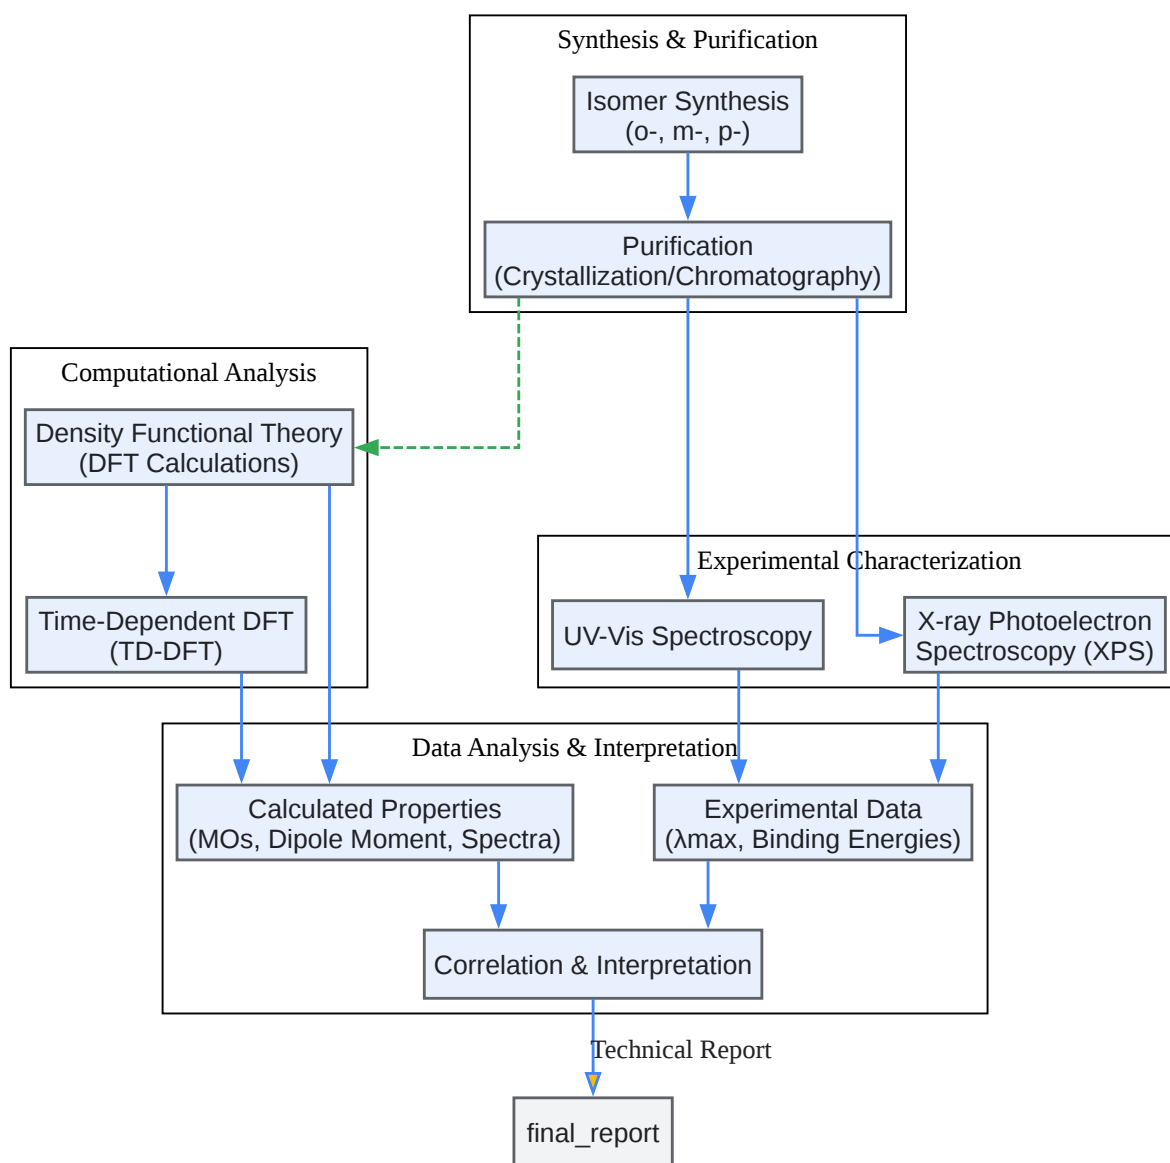 Synthesis & Purification
Isomer Synthesis
(o-, m-, p-)
Purification
(Crystallization/Chromatography)
Computational Analysis
Density Functional Theory
(DFT Calculations)
Time-Dependent DFT
(TD-DFT)
Experimental Characterization
UV-Vis Spectroscopy
X-ray Photoelectron
Spectroscopy (XPS)
Data Analysis & Interpretation
Calculated Properties
(MOs, Dipole Moment, Spectra)
Experimental Data
(λmax, Binding Energies)
Correlation & Interpretation
Technical Report
final_report